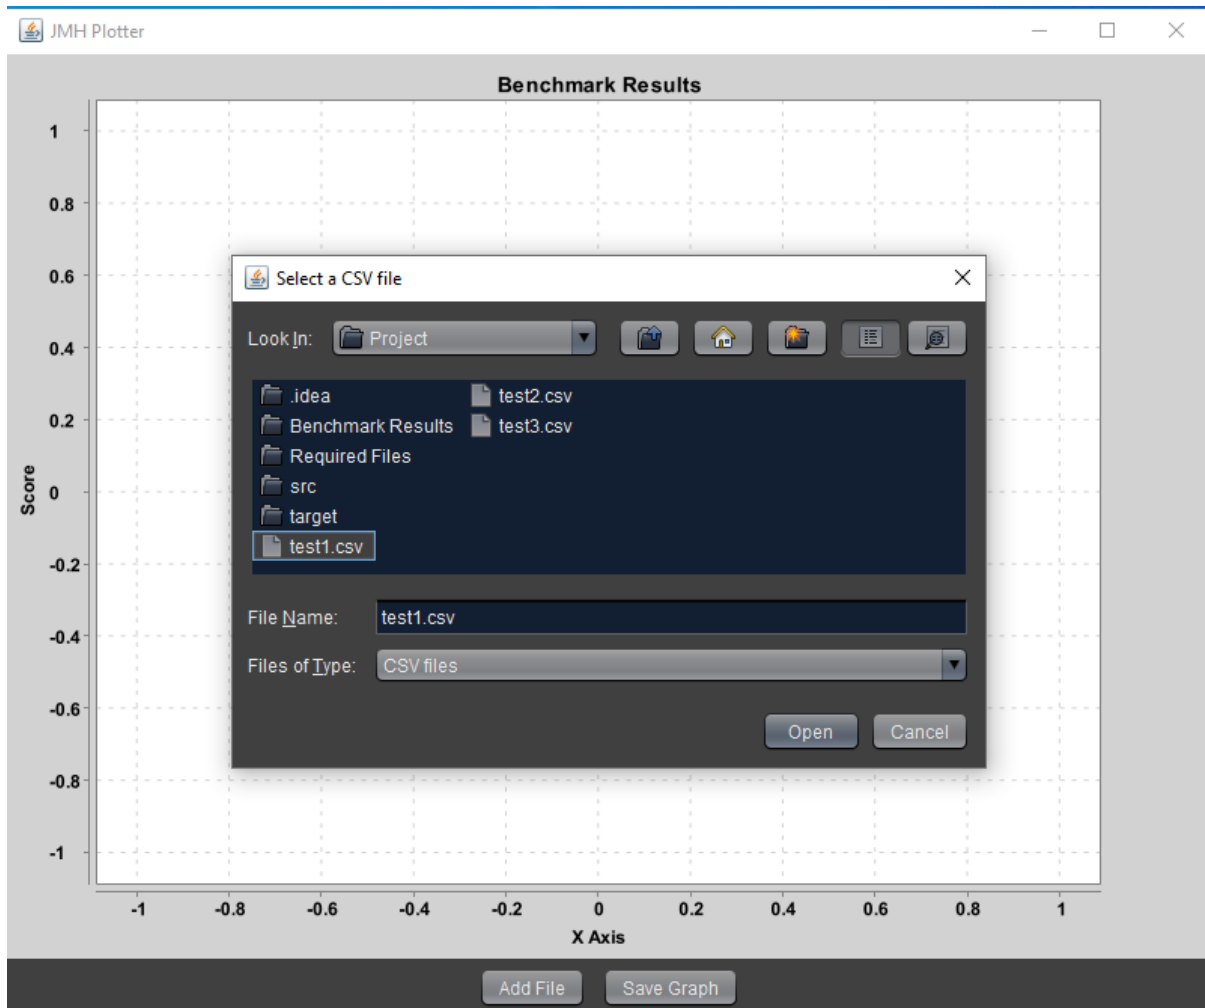 JMH Plotter
Benchmark Results
1
0.8
0.6
0.4
0.2
0
-0.2
-0.4
-0.6
-0.8
-1
Score
Select a CSV file
Look In: Project
.idea
Benchmark Results
Required Files
src
target
test1.csv
test2.csv
test3.csv
File Name: test1.csv
Files of Type: CSV files
Open Cancel
-1 -0.8 -0.6 -0.4 -0.2 0 0.2 0.4 0.6 0.8 1
X Axis
Add File Save Graph